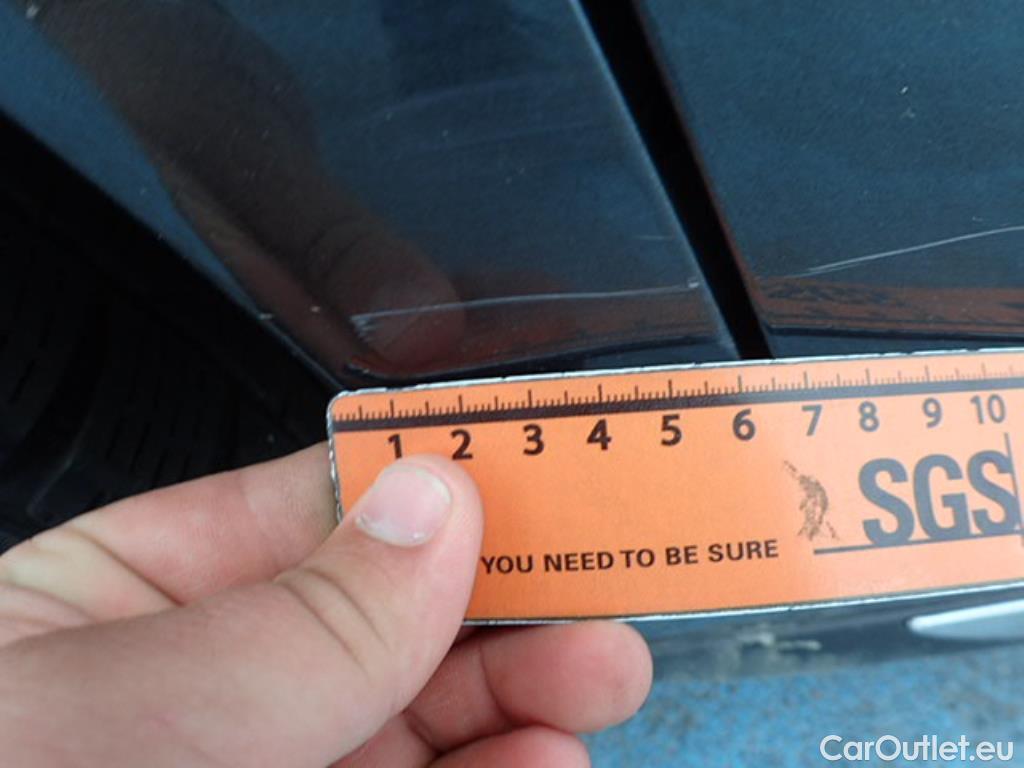 1 2 3 4 5 6 7 8 9 10
SGS
YOU NEED TO BE SURE
CarOutlet.eu